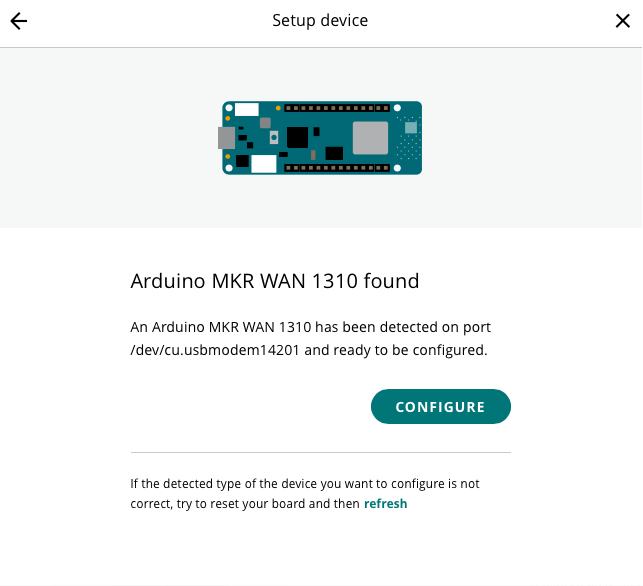 Setup device
Arduino MKR WAN 1310 found
An Arduino MKR WAN 1310 has been detected on port
/dev/cu.usbmodem14201 and ready to be configured.
CONFIGURE
If the detected type of the device you want to configure is not
correct, try to reset your board and then refresh